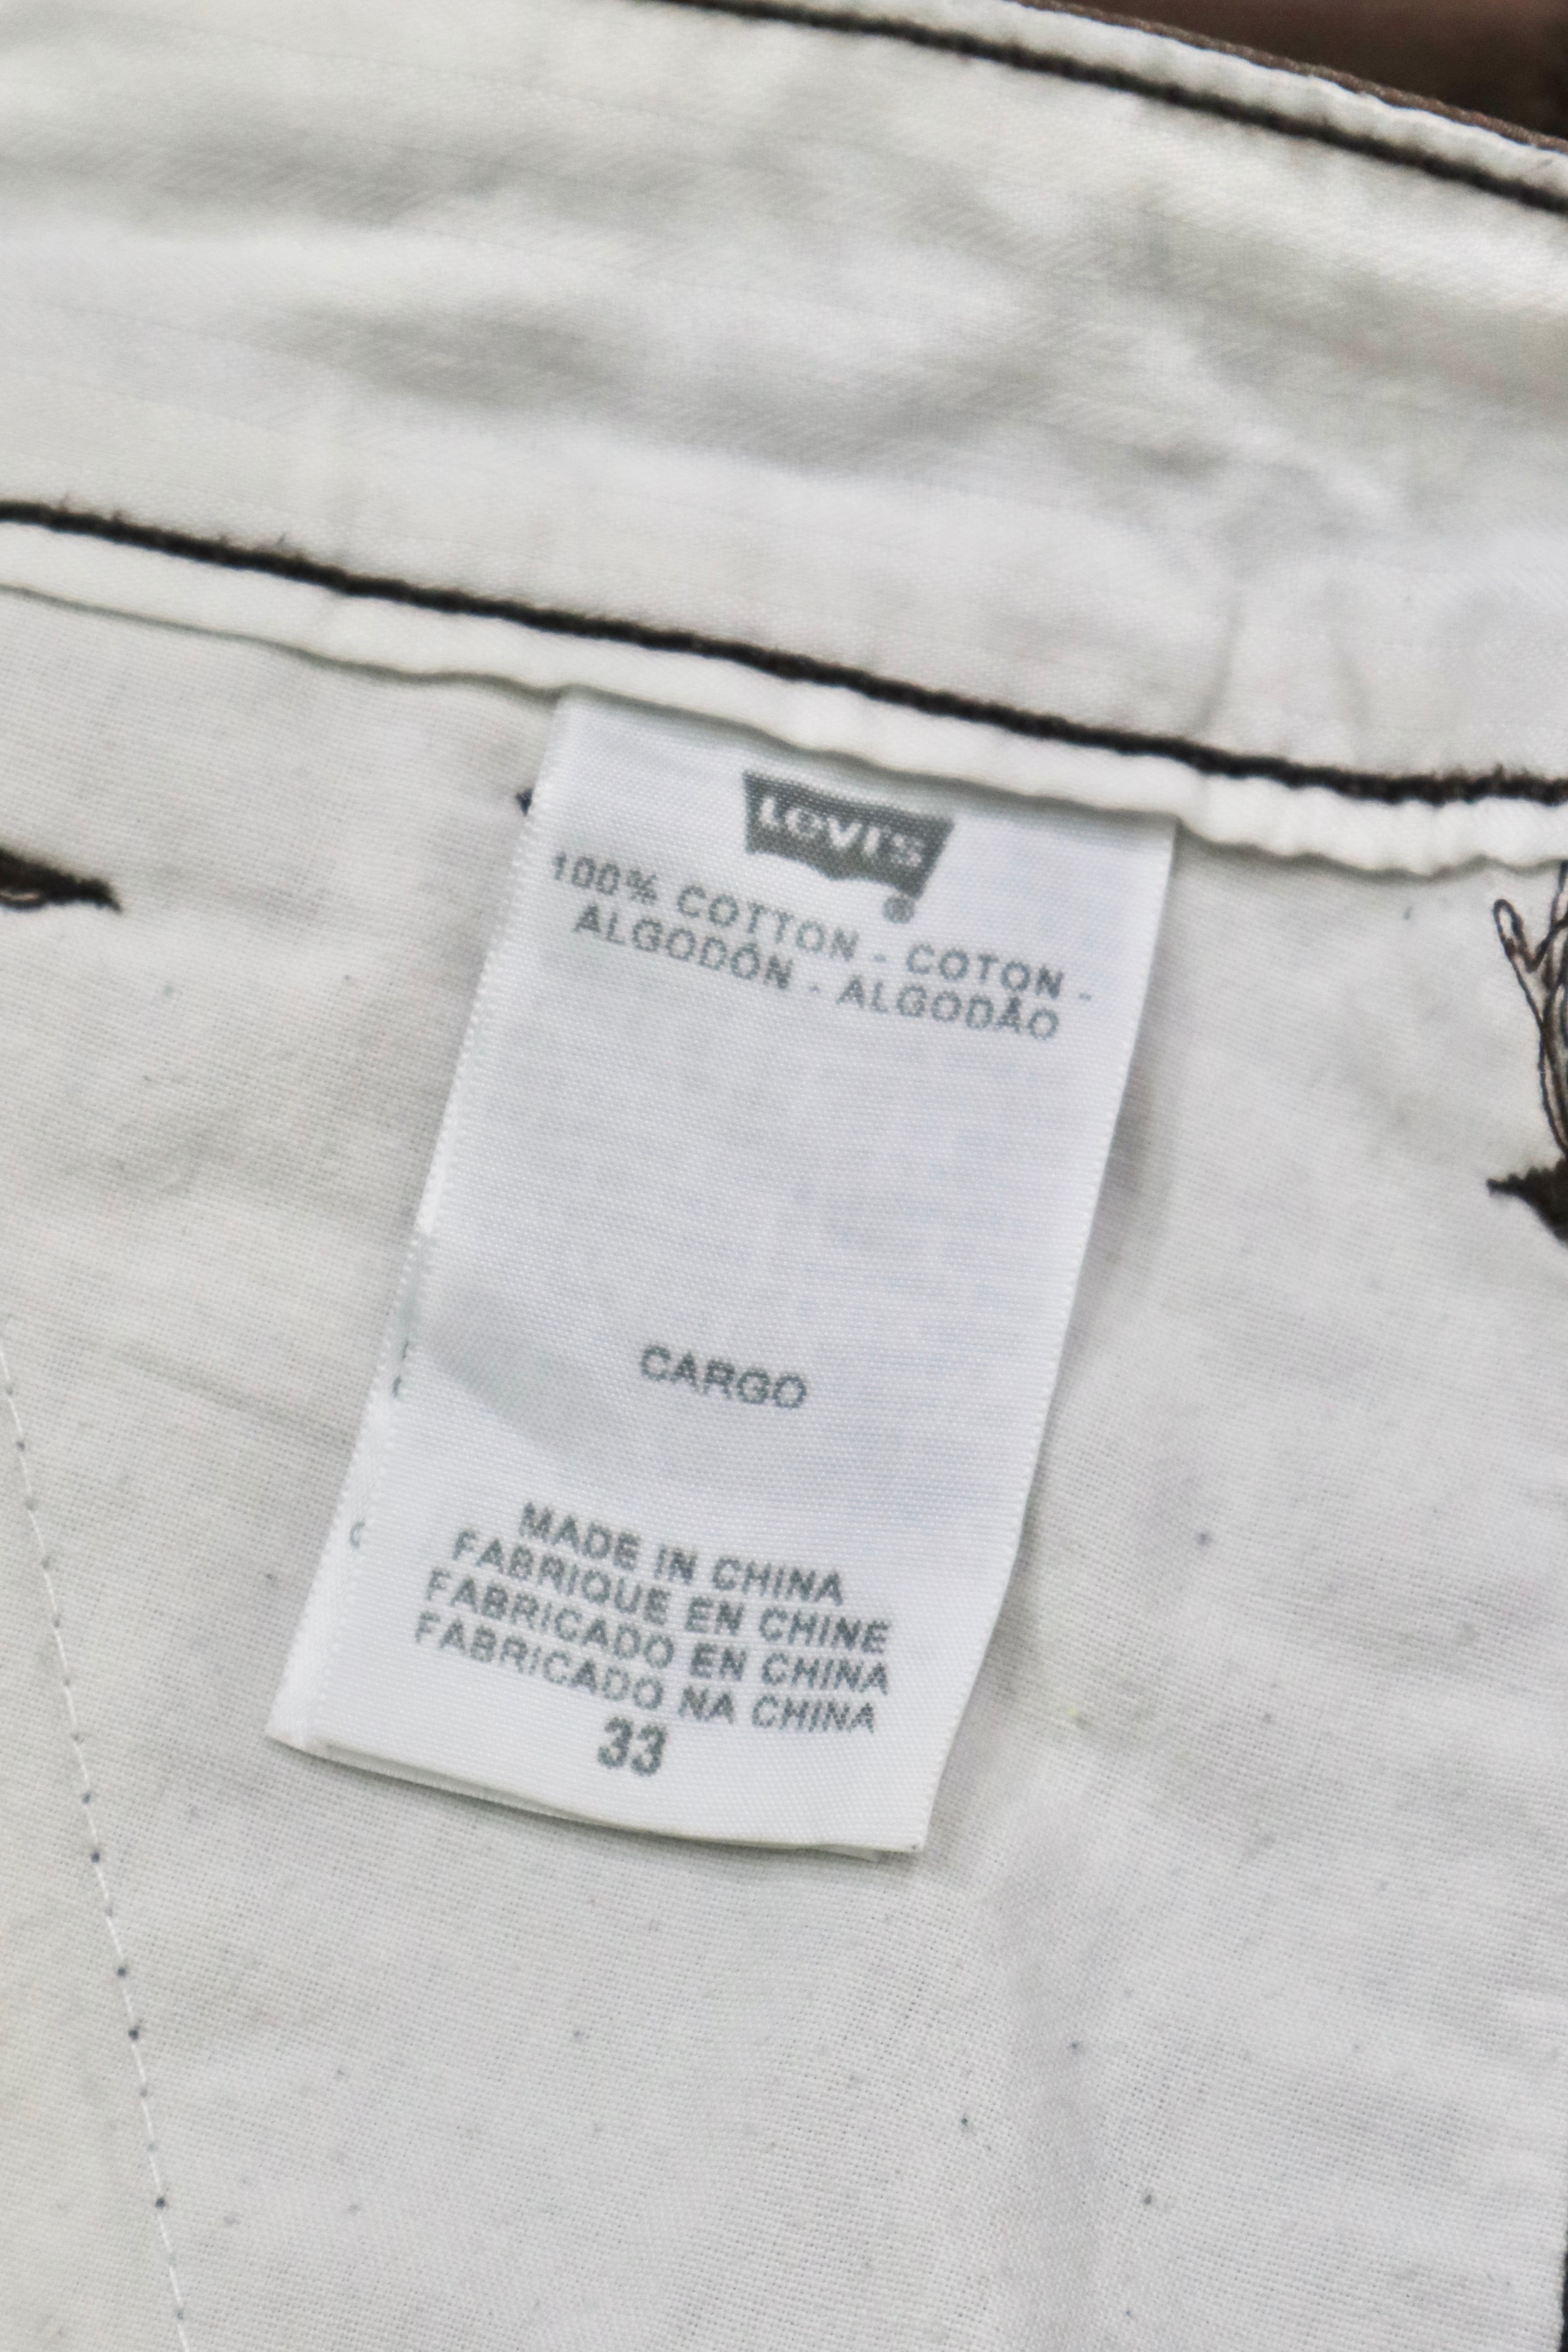 Levi's
100% COTTON - COTON -
ALGODÓN - ALGODÃO
CARGO
MADE IN CHINA
FABRIQUE EN CHINE
FABRICADO EN CHINA
FABRICADO NA CHINA
33